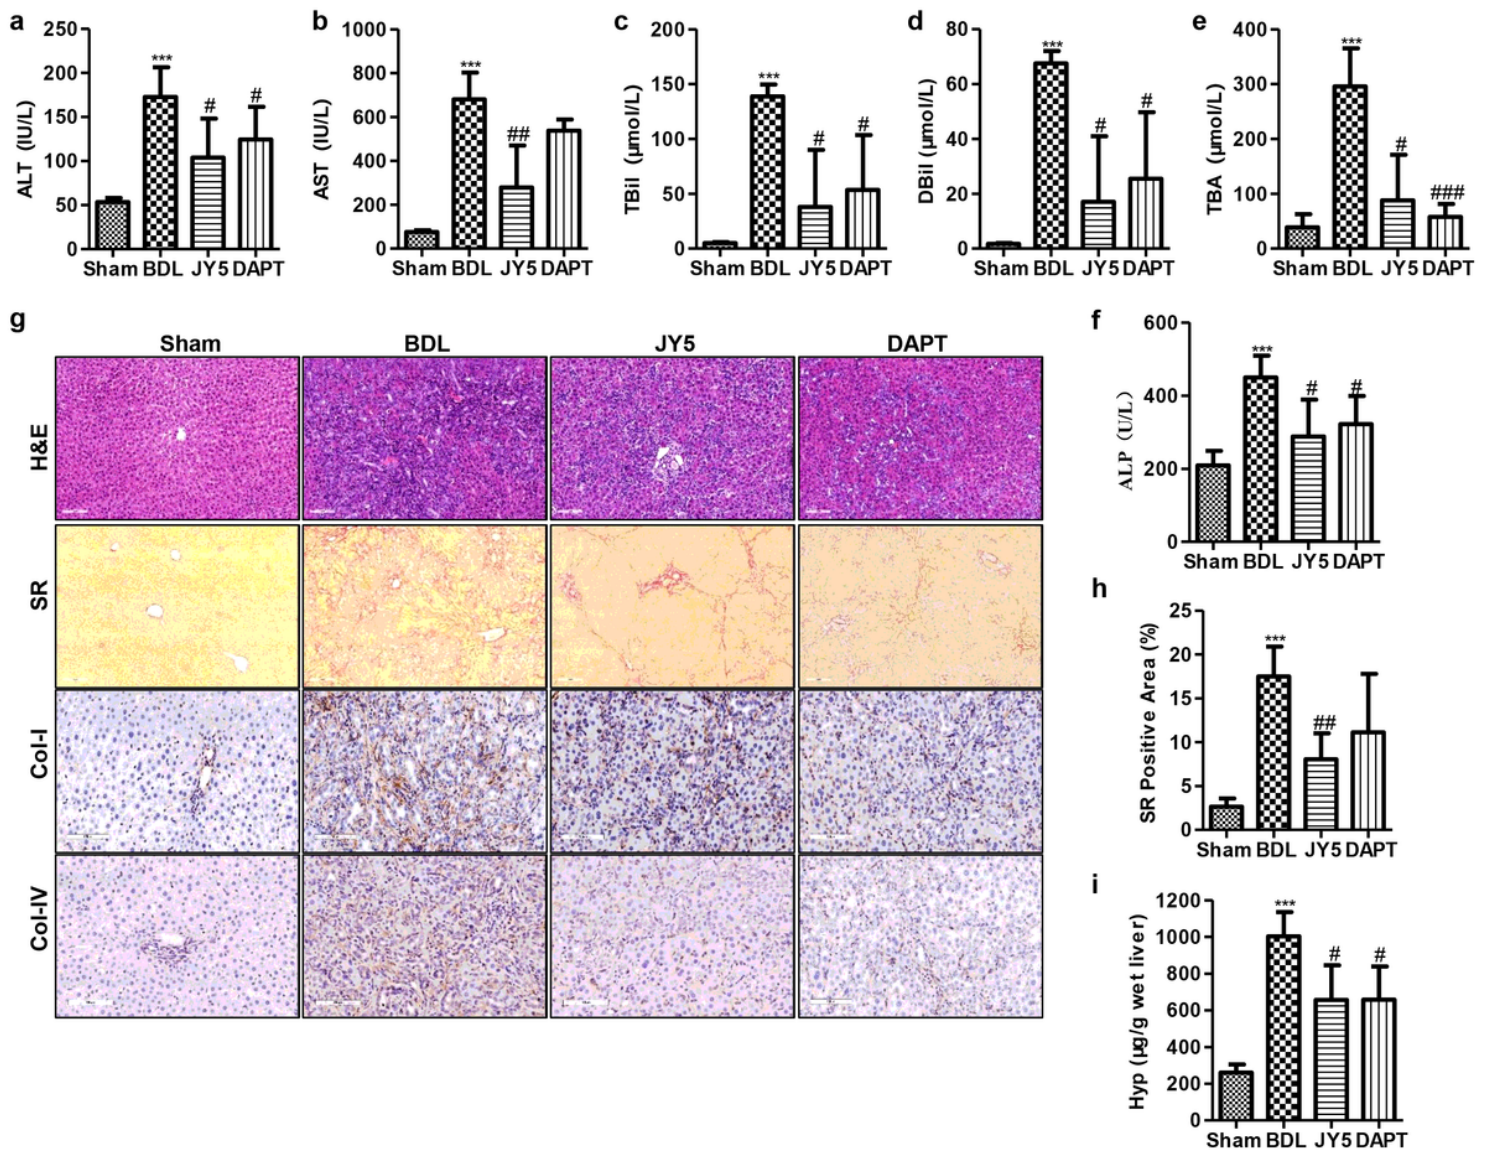 a
250
200
150
100
50
0
ALT (IU/L)
***
#
#
Sham BDL JY5 DAPT
b
1000
800
600
400
200
0
AST (IU/L)
***
##
Sham BDL JY5 DAPT
c
200
150
100
50
0
TBil (μmol/L)
***
#
#
Sham BDL JY5 DAPT
d
80
60
40
20
0
DBil (μmol/L)
***
#
#
Sham BDL JY5 DAPT
e
400
300
200
100
0
TBA (μmol/L)
***
#
###
Sham BDL JY5 DAPT
g
Sham BDL JY5 DAPT
H&E
SR
Col-I
Col-IV
f
600
400
200
0
ALP (U/L)
***
#
#
Sham BDL JY5 DAPT
h
25
20
15
10
5
0
SR Positive Area (%)
***
##
Sham BDL JY5 DAPT
i
1200
1000
800
600
400
200
0
Hyp (μg/g wet liver)
***
#
#
Sham BDL JY5 DAPT